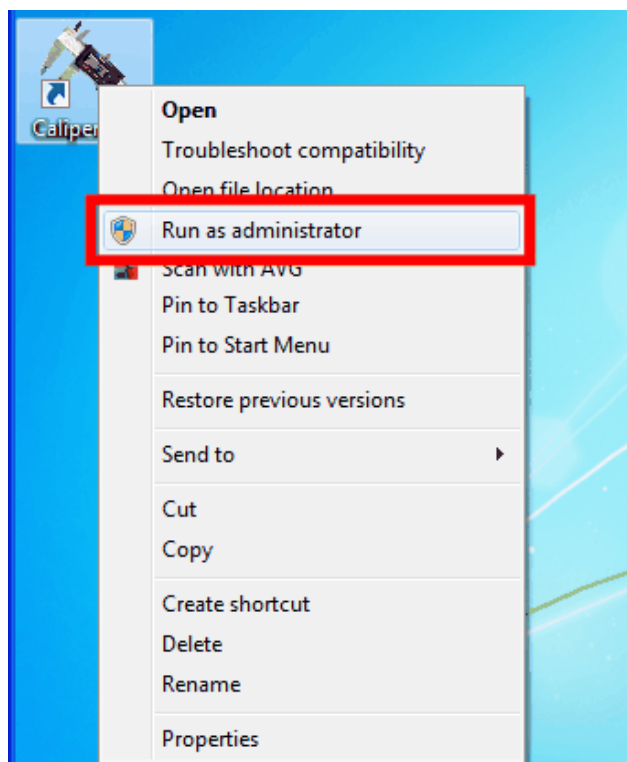 Open
Troubleshoot compatibility
Open file location
Run as administrator
Scan with AVG
Pin to Taskbar
Pin to Start Menu
Restore previous versions
Send to
Cut
Copy
Create shortcut
Delete
Rename
Properties